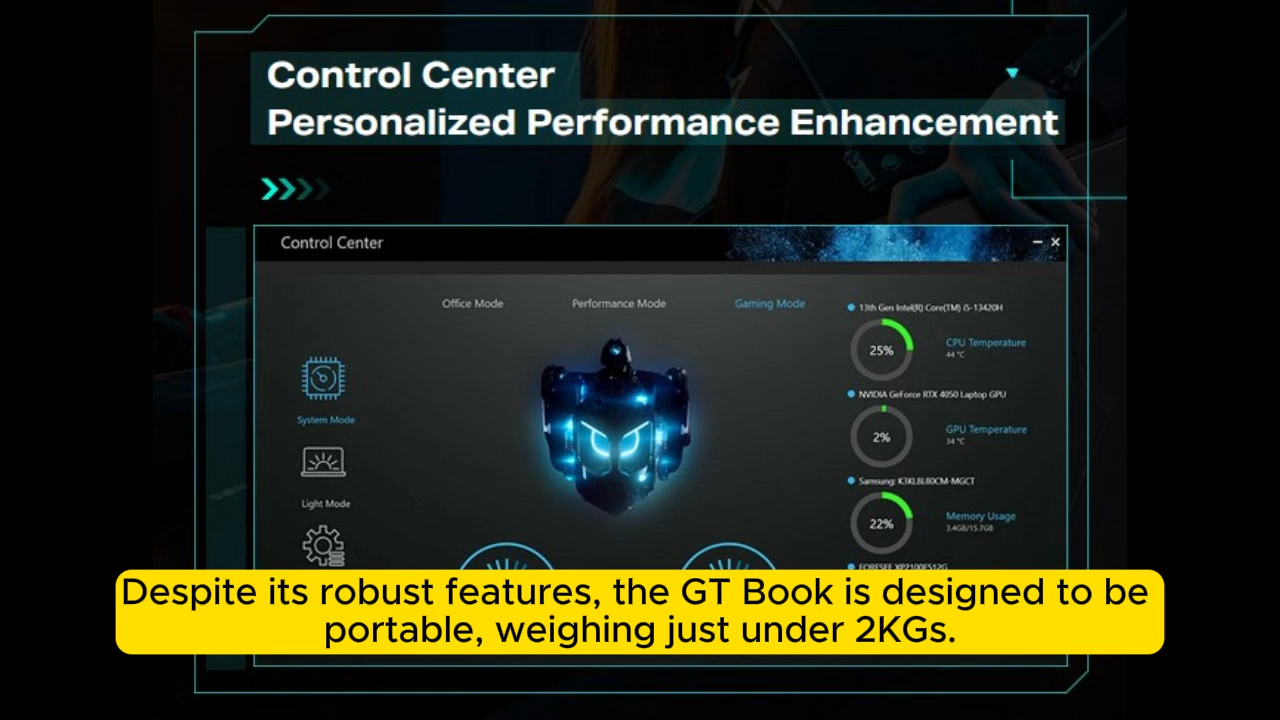 Control Center
Personalized Performance Enhancement
Control Center
Office Mode
Performance Mode
Gaming Mode
13th Gen Intel(R) Core(TM) i5-13420H
25%
CPU Temperature
44 °C
System Mode
NVIDIA GeForce RTX 4050 Laptop GPU
2%
GPU Temperature
34 °C
Samsung: K3KL8L80CM-MGCT
22%
Memory Usage
3.4GB/15.7GB
Light Mode
FORESEE XP2100F512G
Despite its robust features, the GT Book is designed to be
portable, weighing just under 2KGs.